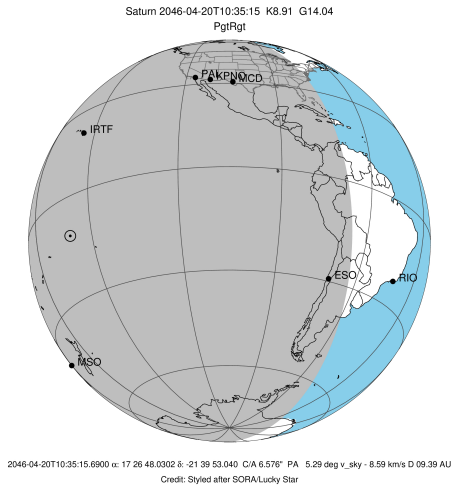 Saturn 2046-04-20T10:35:15 K8.91 G14.04
PgtRgt
PAL KPNO MCD
IRTF
ESO
RIO
MSO
2046-04-20T10:35:15.6900 α: 17 26 48.0302 δ: -21 39 53.040 C/A 6.576" PA 5.29 deg v_sky - 8.59 km/s D 09.39 AU
Credit: Styled after SORA/Lucky Star